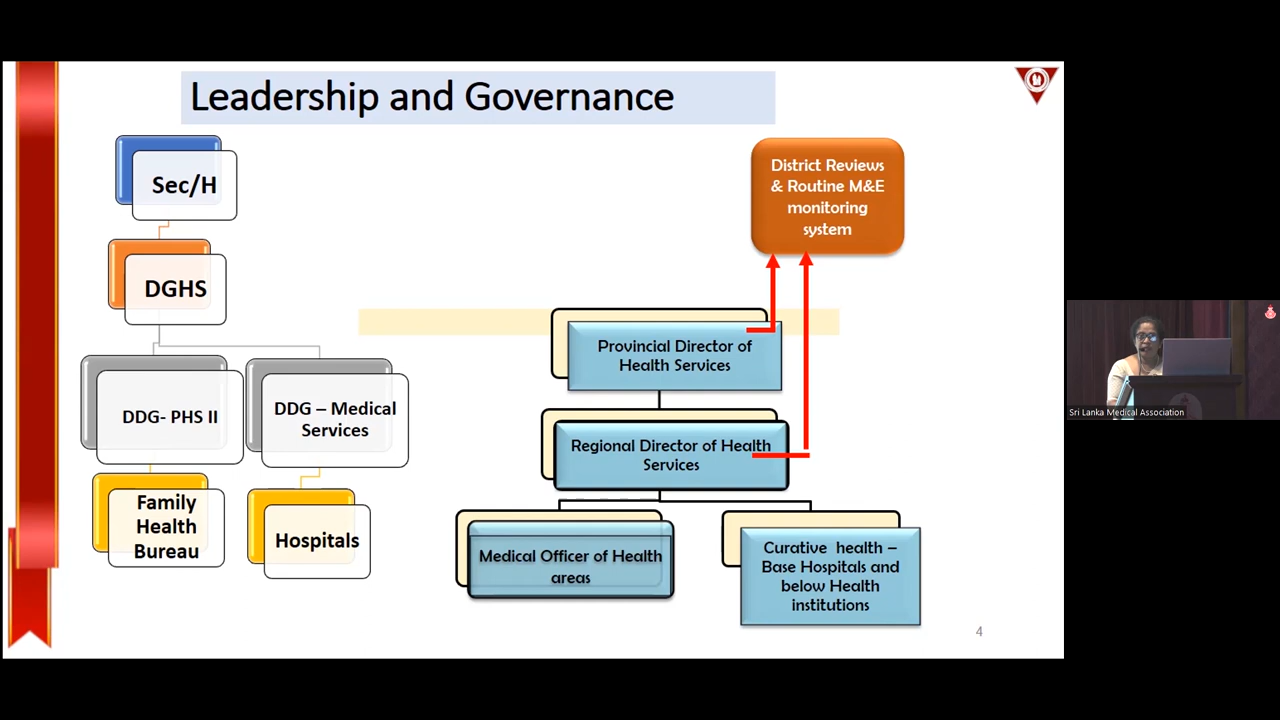 Leadership and Governance
Sec/H
DGHS
DDG- PHS II
DDG – Medical
Services
Family
Health
Bureau
Hospitals
District Reviews
& Routine M&E
monitoring
system
Provincial Director of
Health Services
Regional Director of Health
Services
Medical Officer of Health
areas
Curative health –
Base Hospitals and
below Health
institutions
4
Sri Lanka Medical Association